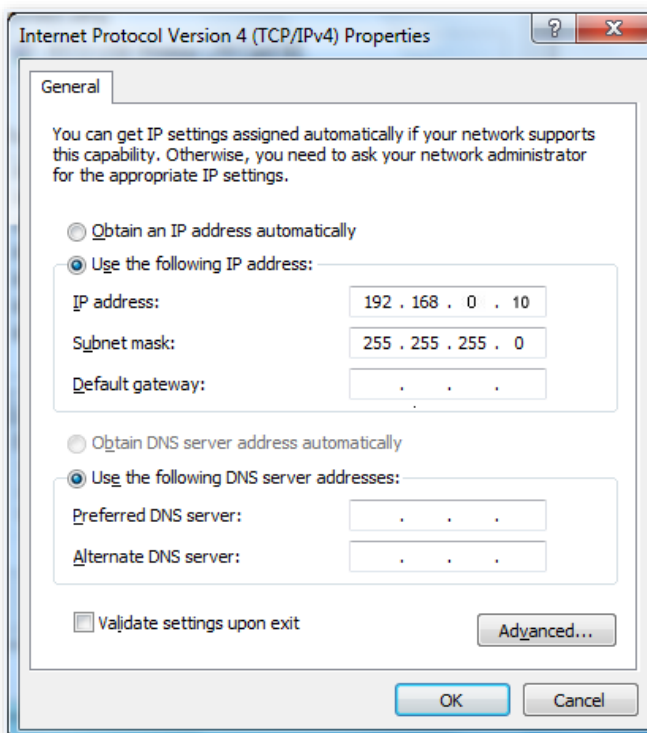 Internet Protocol Version 4 (TCP/IPv4) Properties
General
You can get IP settings assigned automatically if your network supports
this capability. Otherwise, you need to ask your network administrator
for the appropriate IP settings.
Obtain an IP address automatically
Use the following IP address:
IP address: 192 . 168 . 0 . 10
Subnet mask: 255 . 255 . 255 . 0
Default gateway: . . .
Obtain DNS server address automatically
Use the following DNS server addresses:
Preferred DNS server: . . .
Alternate DNS server: . . .
Validate settings upon exit
Advanced...
OK Cancel